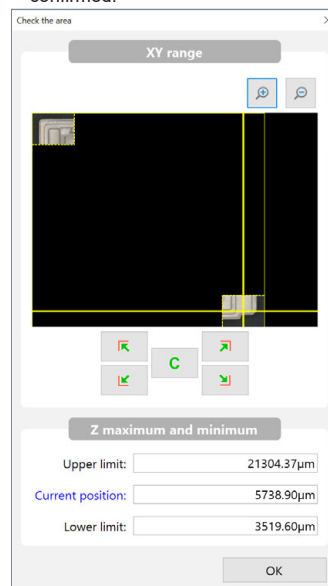 confirmed.
Check the area
XY range
C
Z maximum and minimum
Upper limit: 21304.37µm
Current position: 5738.90µm
Lower limit: 3519.60µm
OK